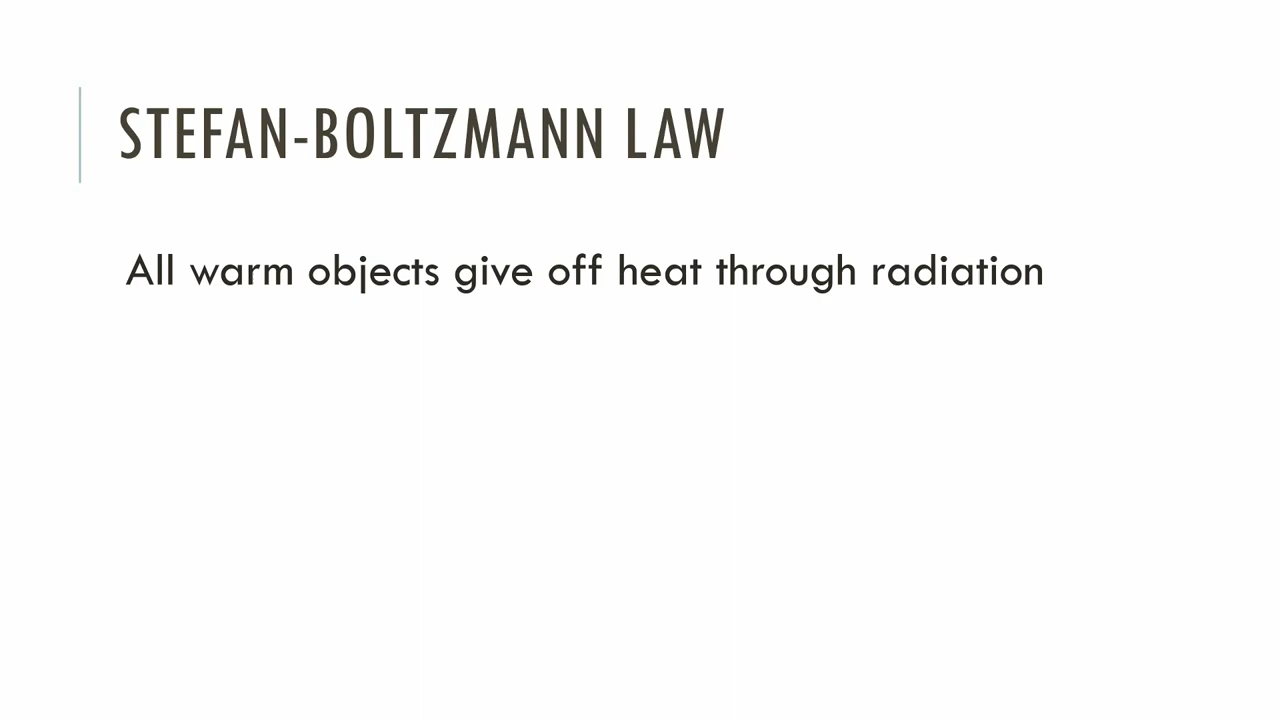 STEFAN-BOLTZMANN LAW
All warm objects give off heat through radiation